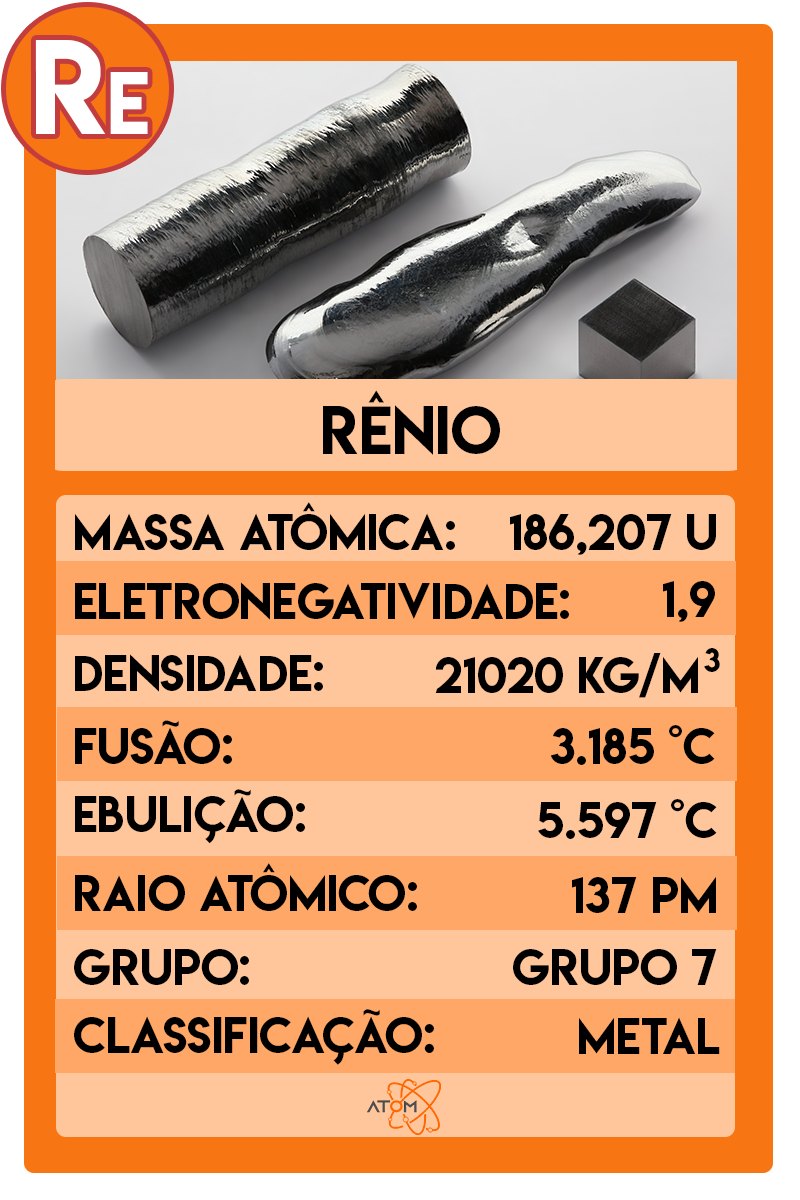 RE
RÊNIO
MASSA ATÔMICA: 186,207 U
ELETRONEGATIVIDADE: 1,9
DENSIDADE: 21020 KG/M³
FUSÃO: 3.185 °C
EBULIÇÃO: 5.597 °C
RAIO ATÔMICO: 137 PM
GRUPO: GRUPO 7
CLASSIFICAÇÃO: METAL
ATOM